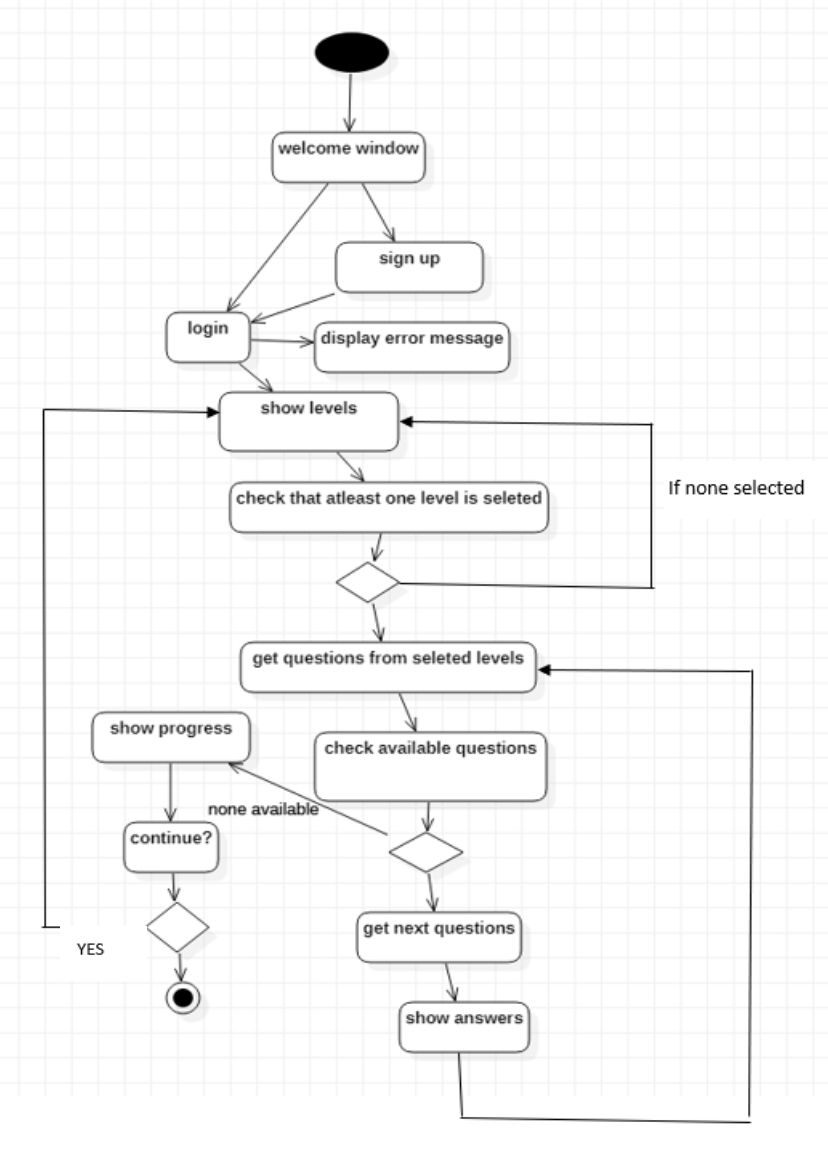 welcome window
sign up
login
display error message
show levels
If none selected
check that atleast one level is seleted
get questions from seleted levels
show progress
check available questions
none available
continue?
get next questions
YES
show answers